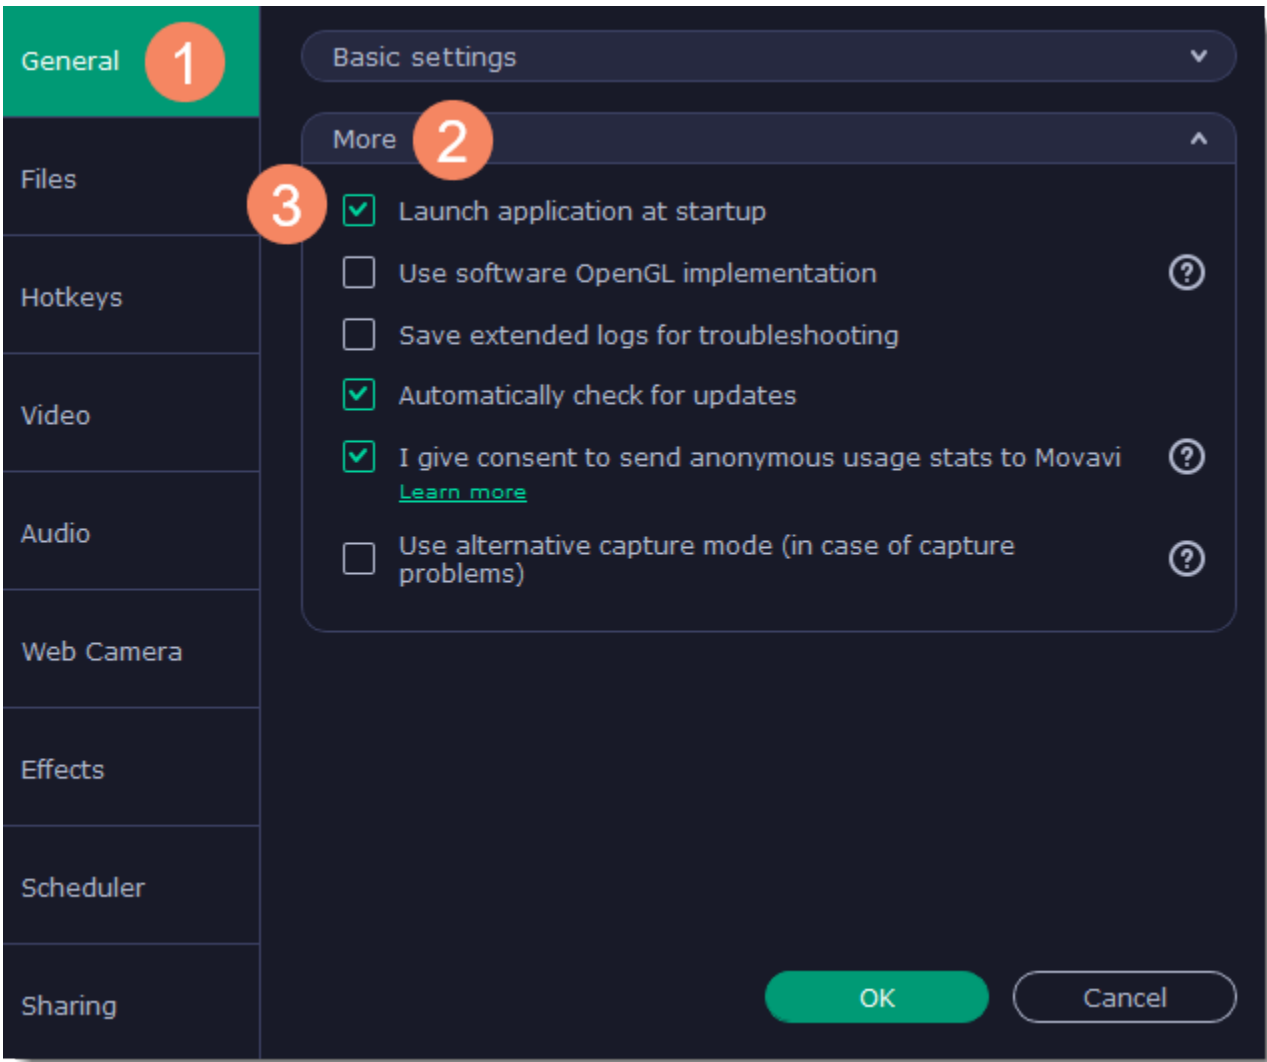 General
1
Files
Hotkeys
Video
Audio
Web Camera
Effects
Scheduler
Sharing
Basic settings
More
2
3
Launch application at startup
Use software OpenGL implementation
?
Save extended logs for troubleshooting
Automatically check for updates
I give consent to send anonymous usage stats to Movavi
?
Learn more
Use alternative capture mode (in case of capture
problems)
?
OK
Cancel